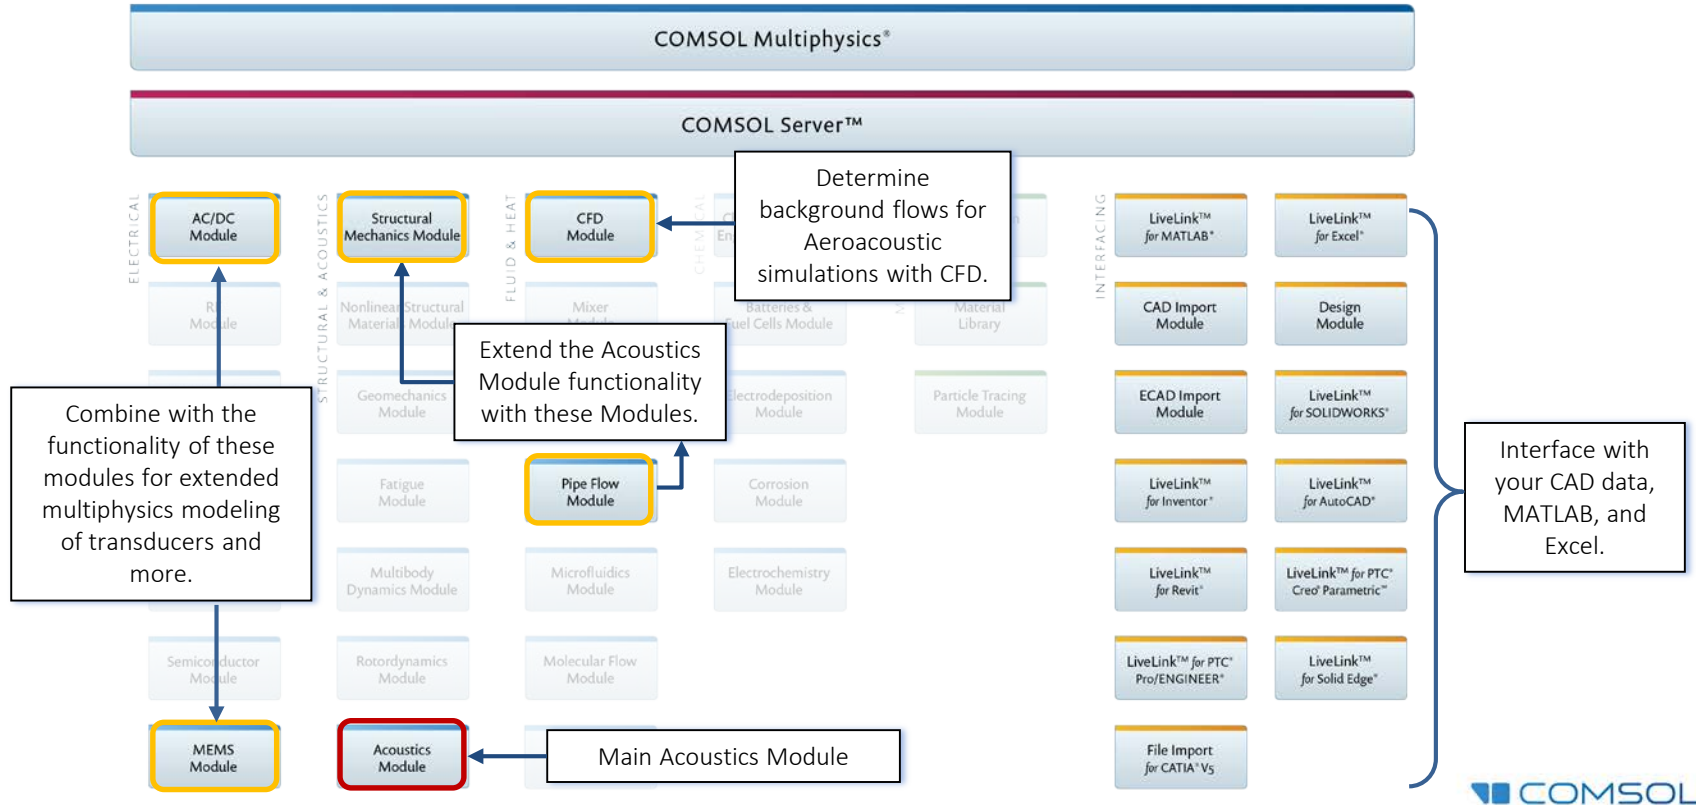 COMSOL Multiphysics®
COMSOL Server™
ELECTRICAL
AC/DC
Module
Module
Semiconductor
Module
MEMS
Module
Combine with the
functionality of these
modules for extended
multiphysics modeling
of transducers and
more.
STRUCTURAL & ACOUSTICS
Structural
Mechanics Module
Nonlinear Structural
Materials Module
Geomechanics
Module
Fatigue
Module
Multibody
Dynamics Module
Rotordynamics
Module
Acoustics
Module
Main Acoustics Module
FLUID & HEAT
CFD
Module
Mixer
Extend the Acoustics
Module functionality
with these Modules.
Pipe Flow
Module
Microfluidics
Module
Molecular Flow
Module
CHEMICAL
Determine
background flows for
Aeroacoustic
simulations with CFD.
Batteries &
Fuel Cells Module
Electrodeposition
Module
Corrosion
Module
Electrochemistry
Module
Material
Library
Particle Tracing
Module
INTERFACING
LiveLink™
for MATLAB®
CAD Import
Module
ECAD Import
Module
LiveLink™
for Inventor®
LiveLink™
for Revit®
LiveLink™ for PTC®
Pro/ENGINEER®
File Import
for CATIA® V5
LiveLink™
for Excel®
Design
Module
LiveLink™
for SOLIDWORKS®
LiveLink™
for AutoCAD®
LiveLink™ for PTC®
Creo® Parametric™
LiveLink™
for Solid Edge®
Interface with
your CAD data,
MATLAB, and
Excel.
COMSOL